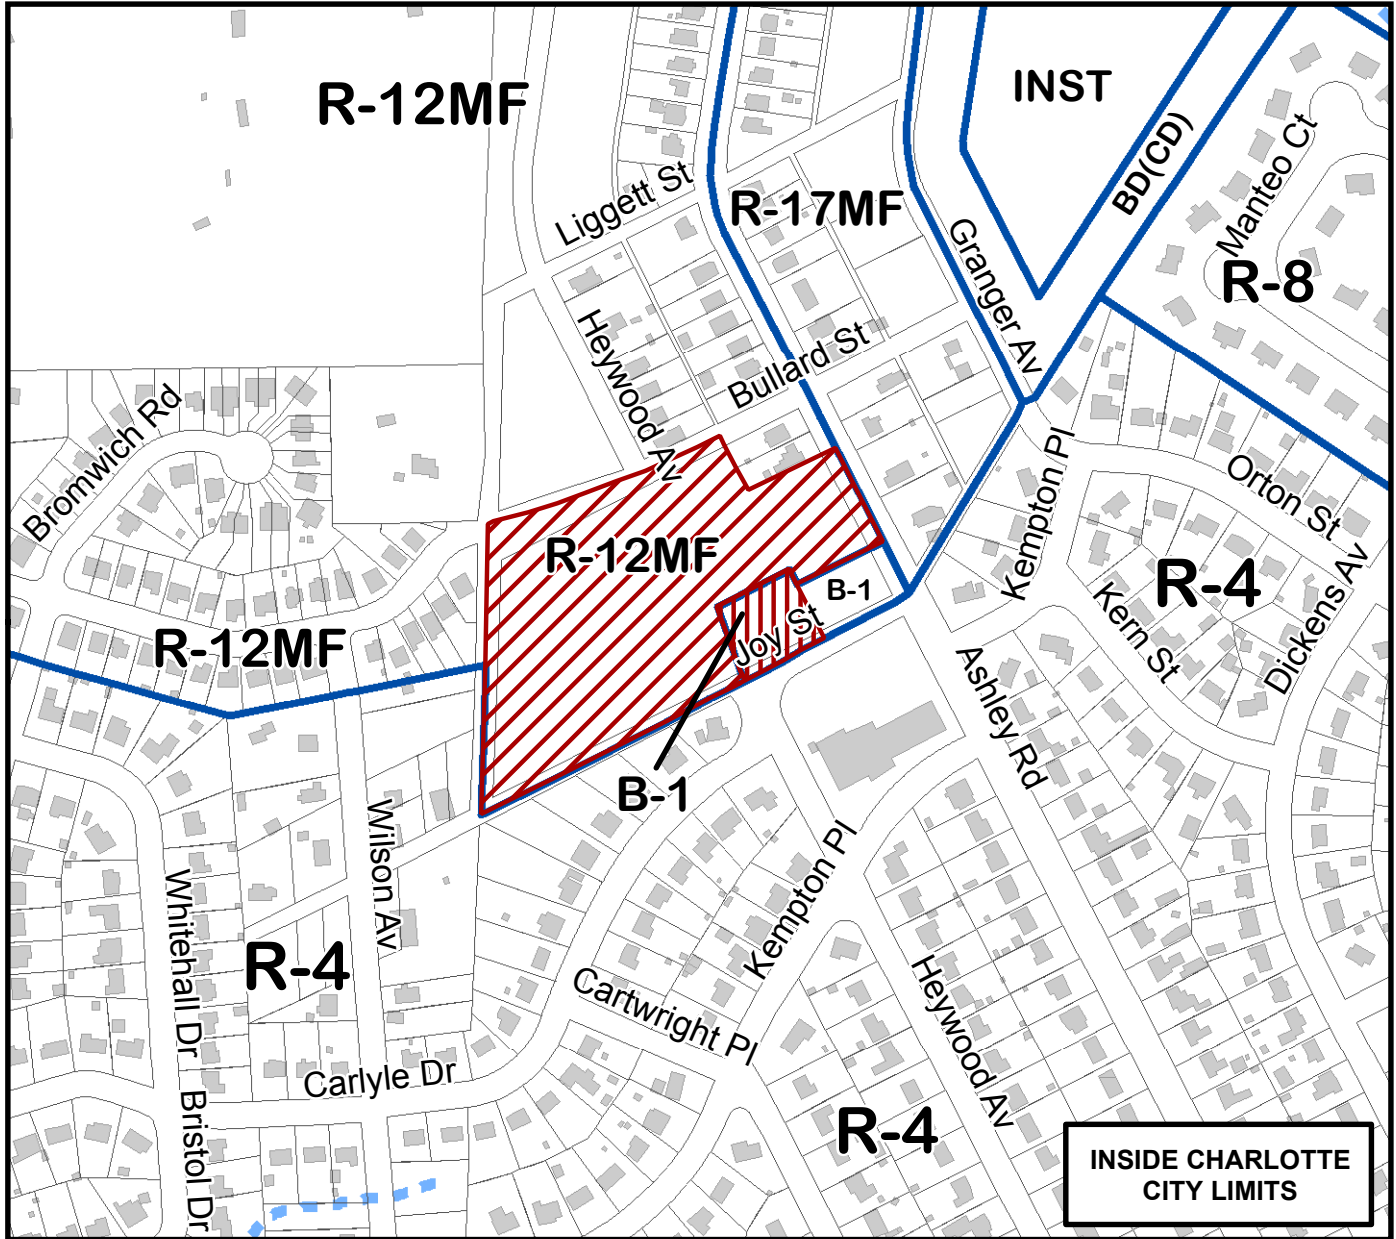 R-12MF
INST
BD(CD)
Manteo Ct
Liggett St
R-17MF
Granger Av
R-8
Heywood Av
Bullard St
Bromwich Rd
Kempton Pl
Orton St
R-12MF
R-4
B-1
Dickens Av
Kern St
Joy St
R-12MF
Ashley Rd
B-1
Wilson Av
Kempton Pl
Whitehall Dr
R-4
Cartwright Pl
Heywood Av
Carlyle Dr
Bristol Dr
R-4
INSIDE CHARLOTTE
CITY LIMITS